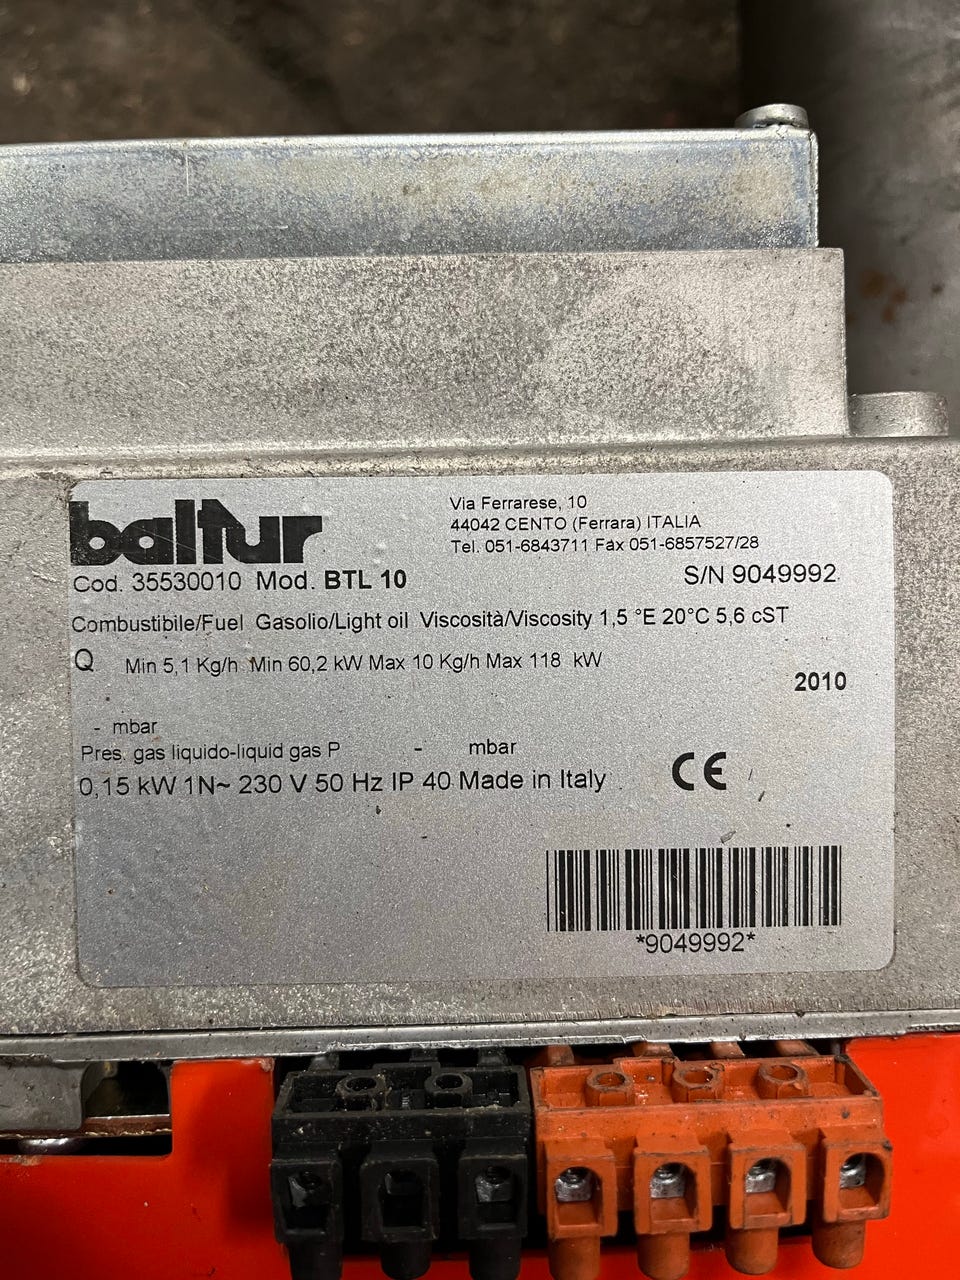 baltur
Via Ferrarese, 10
44042 CENTO (Ferrara) ITALIA
Tel. 051-6843711 Fax 051-6857527/28
Cod. 35530010 Mod. BTL 10
S/N 9049992
Combustibile/Fuel Gasolio/Light oil Viscosità/Viscosity 1,5 °E 20°C 5,6 cST
Q Min 5,1 Kg/h Min 60,2 kW Max 10 Kg/h Max 118 kW
2010
- mbar
Pres. gas liquido-liquid gas P - mbar
0,15 kW 1N~ 230 V 50 Hz IP 40 Made in Italy
CE
*9049992*